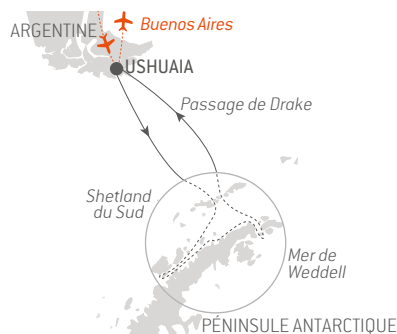 Buenos Aires
ARGENTINE
USHUAIA
Passage de Drake
Shetland
du Sud
Mer de
Weddell
PÉNINSULE ANTARCTIQUE